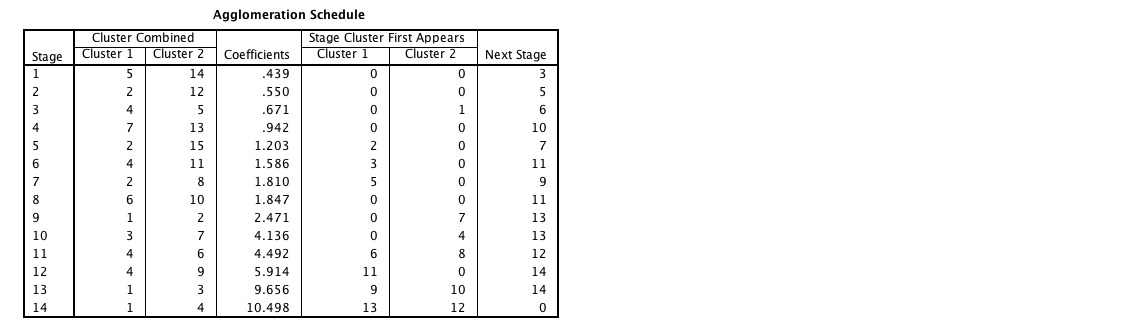 Agglomeration Schedule
Cluster Combined Stage Cluster First Appears
Stage Cluster 1 Cluster 2 Coefficients Cluster 1 Cluster 2 Next Stage
1 5 14 .439 0 0 3
2 2 12 .550 0 0 5
3 4 5 .671 0 1 6
4 7 13 .942 0 0 10
5 2 15 1.203 2 0 7
6 4 11 1.586 3 0 11
7 2 8 1.810 5 0 9
8 6 10 1.847 0 0 11
9 1 2 2.471 0 7 13
10 3 7 4.136 0 4 13
11 4 6 4.492 6 8 12
12 4 9 5.914 11 0 14
13 1 3 9.656 9 10 14
14 1 4 10.498 13 12 0